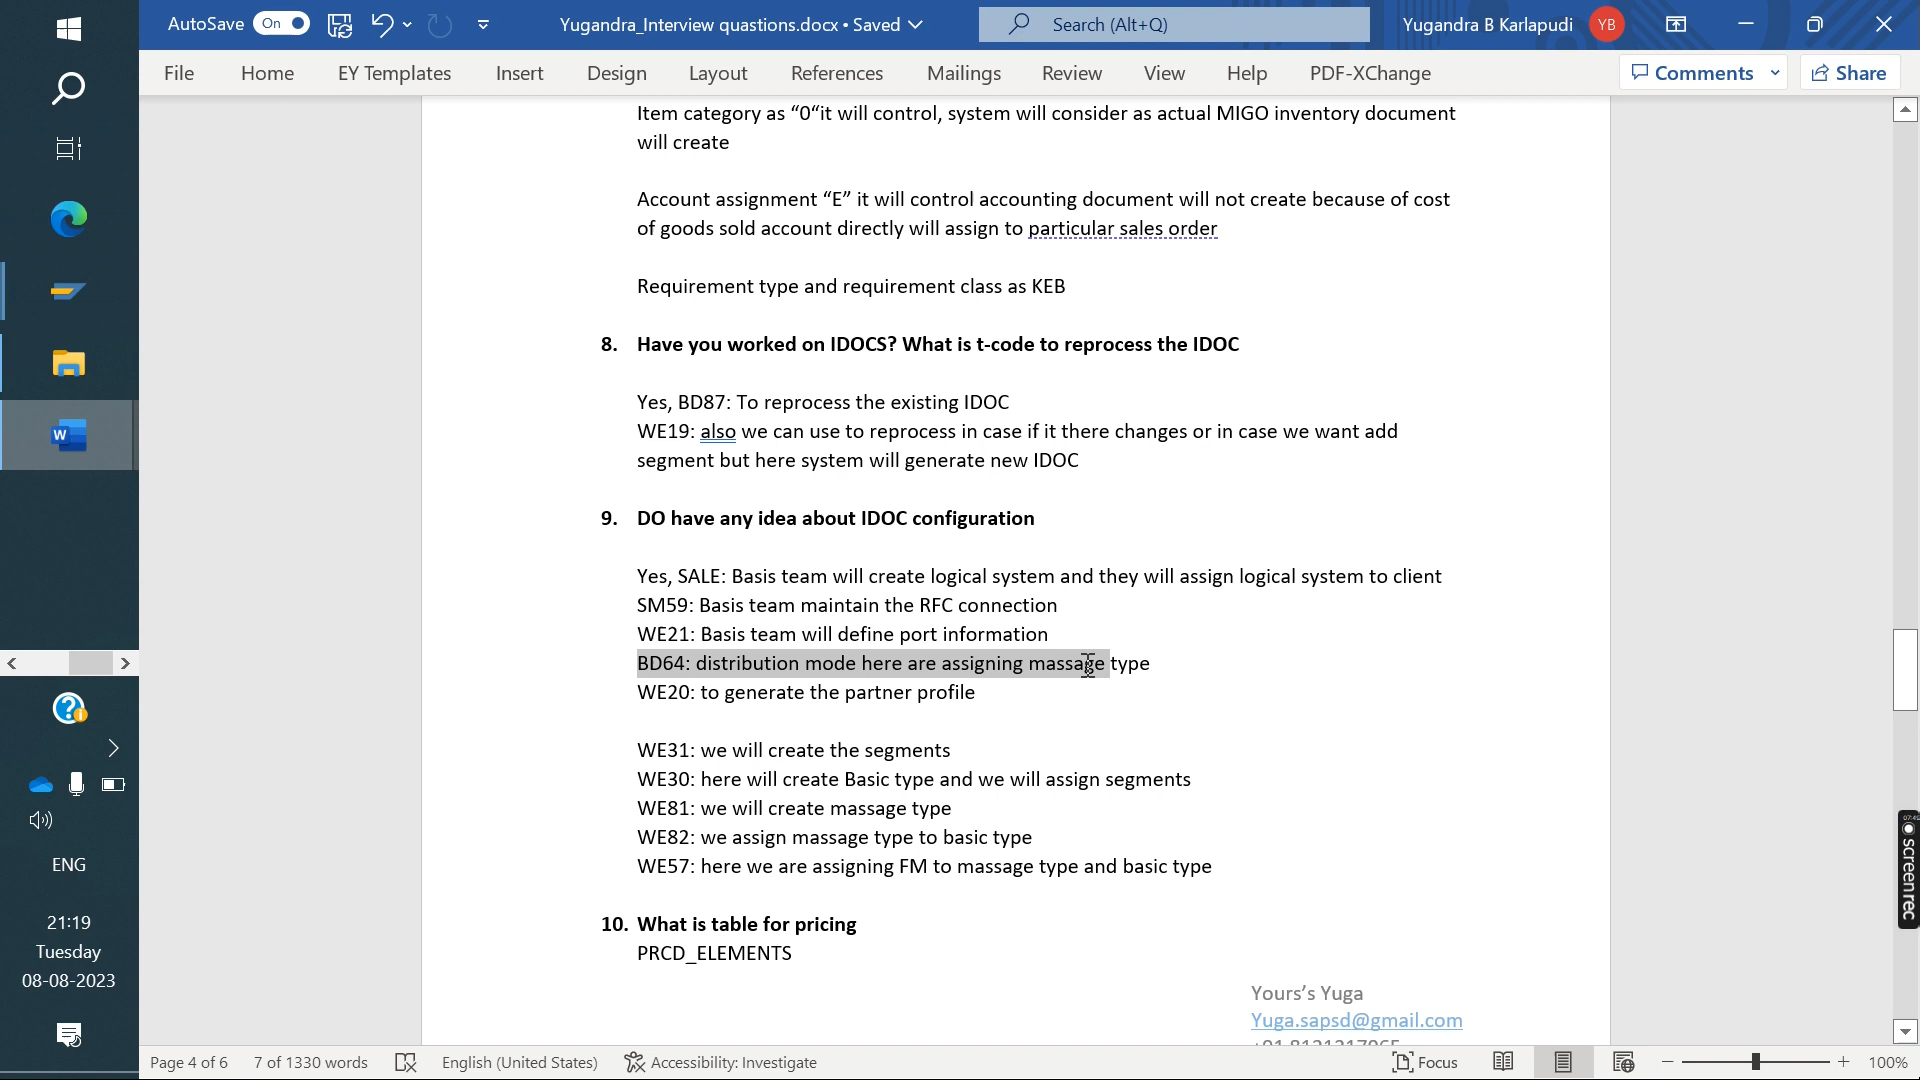 AutoSave On Yugandra_Interview quastions.docx • Saved Search (Alt+Q) Yugandra B Karlapudi YB
File Home EY Templates Insert Design Layout References Mailings Review View Help PDF-XChange Comments Share
Item category as “0“it will control, system will consider as actual MIGO inventory document
will create
Account assignment “E” it will control accounting document will not create because of cost
of goods sold account directly will assign to particular sales order
Requirement type and requirement class as KEB
8. Have you worked on IDOCS? What is t-code to reprocess the IDOC
Yes, BD87: To reprocess the existing IDOC
WE19: also we can use to reprocess in case if it there changes or in case we want add
segment but here system will generate new IDOC
9. DO have any idea about IDOC configuration
Yes, SALE: Basis team will create logical system and they will assign logical system to client
SM59: Basis team maintain the RFC connection
WE21: Basis team will define port information
BD64: distribution mode here are assigning massage type
WE20: to generate the partner profile
WE31: we will create the segments
WE30: here will create Basic type and we will assign segments
WE81: we will create massage type
WE82: we assign massage type to basic type
WE57: here we are assigning FM to massage type and basic type
10. What is table for pricing
PRCD_ELEMENTS
Yours’s Yuga
Yuga.sapsd@gmail.com
W
ENG
21:19
Tuesday
08-08-2023
screenrec
Page 4 of 6 7 of 1330 words English (United States) Accessibility: Investigate Focus 100%